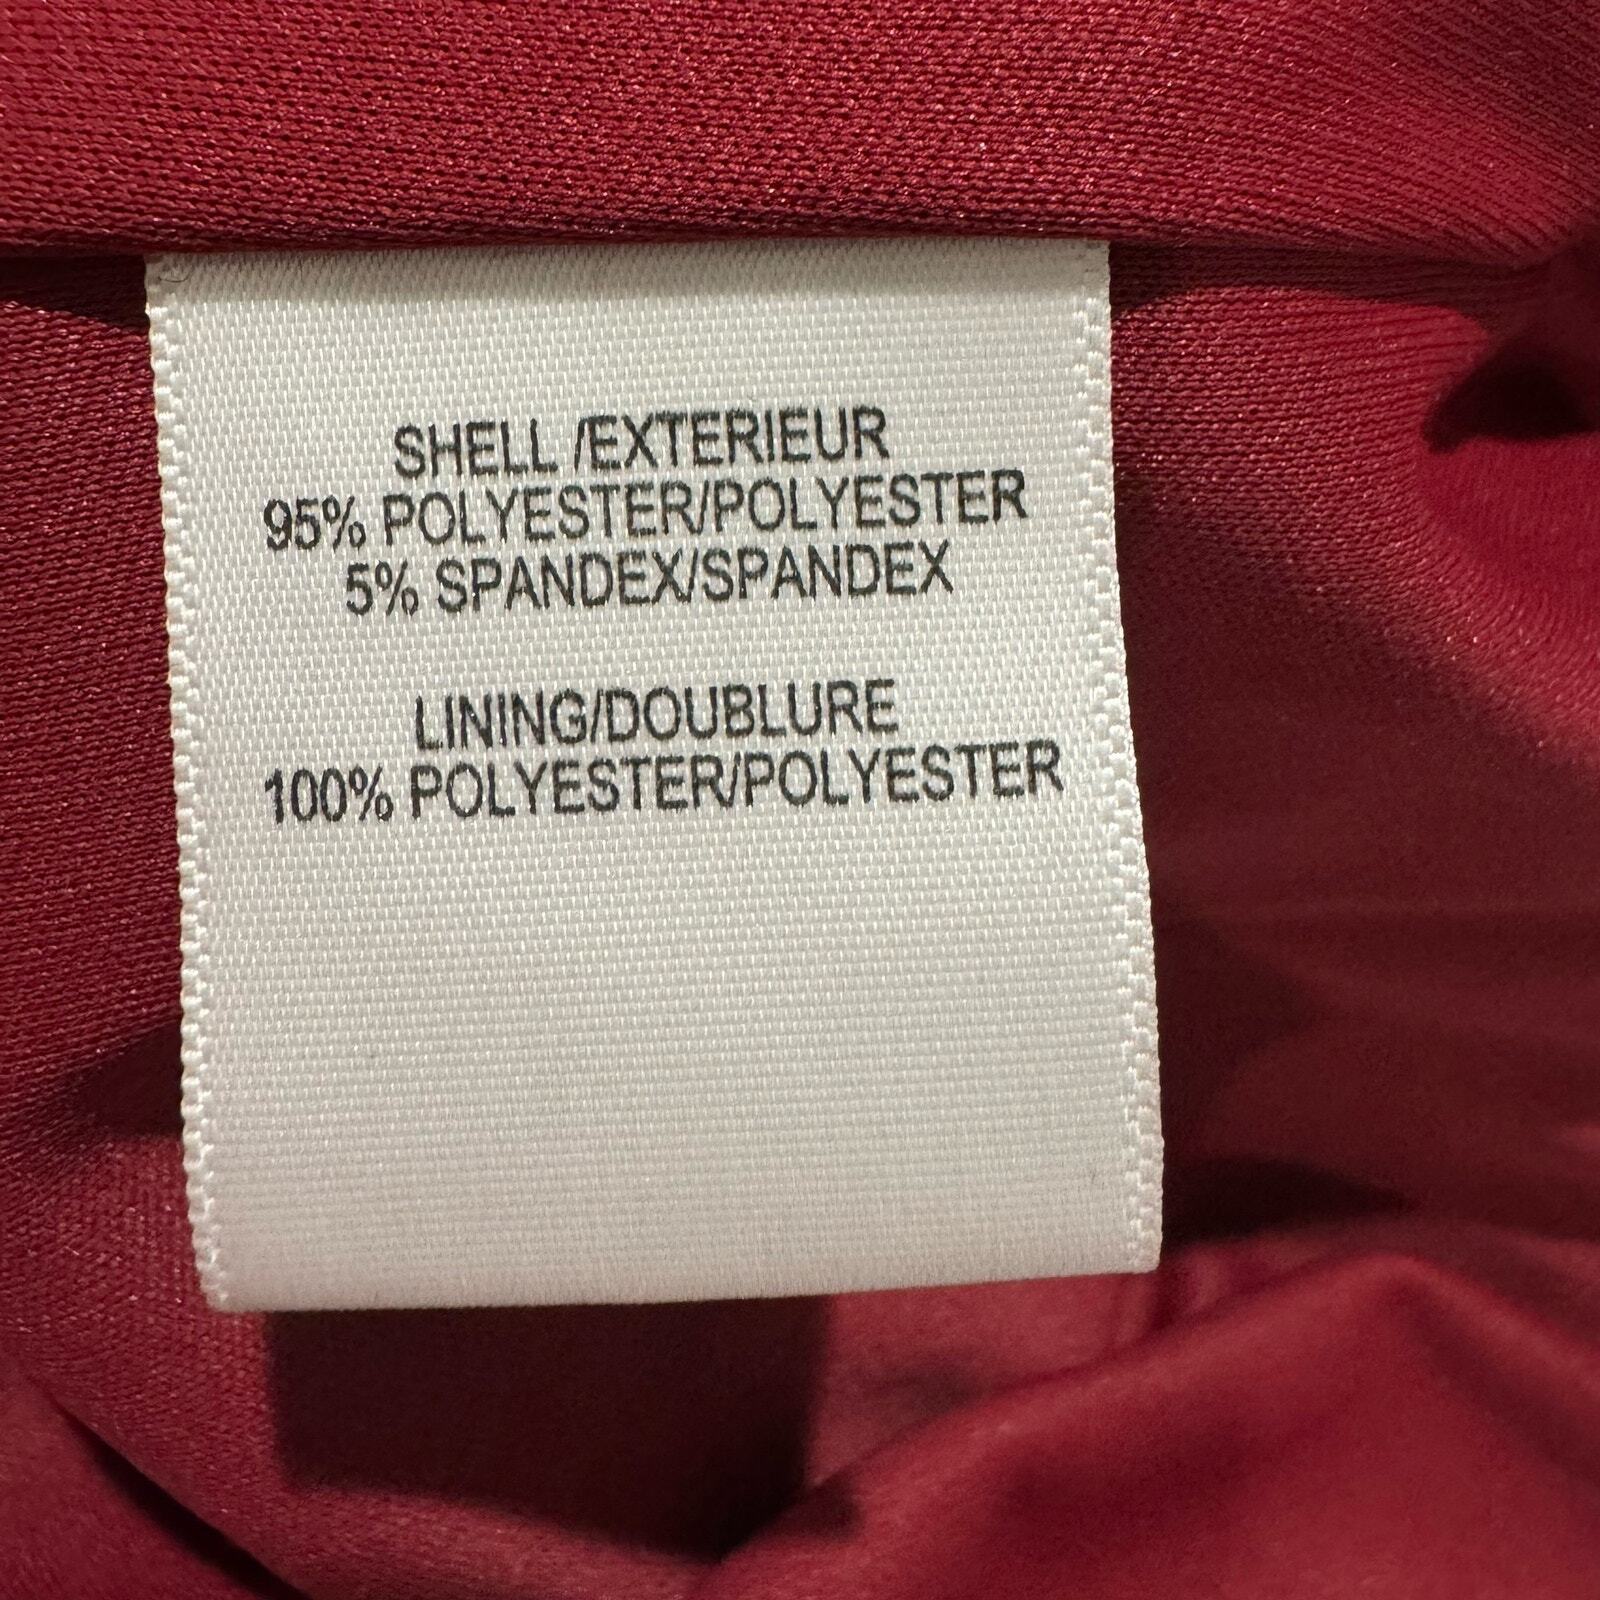 SHELL /EXTERIEUR
95% POLYESTER/POLYESTER
5% SPANDEX/SPANDEX
LINING/DOUBLURE
100% POLYESTER/POLYESTER